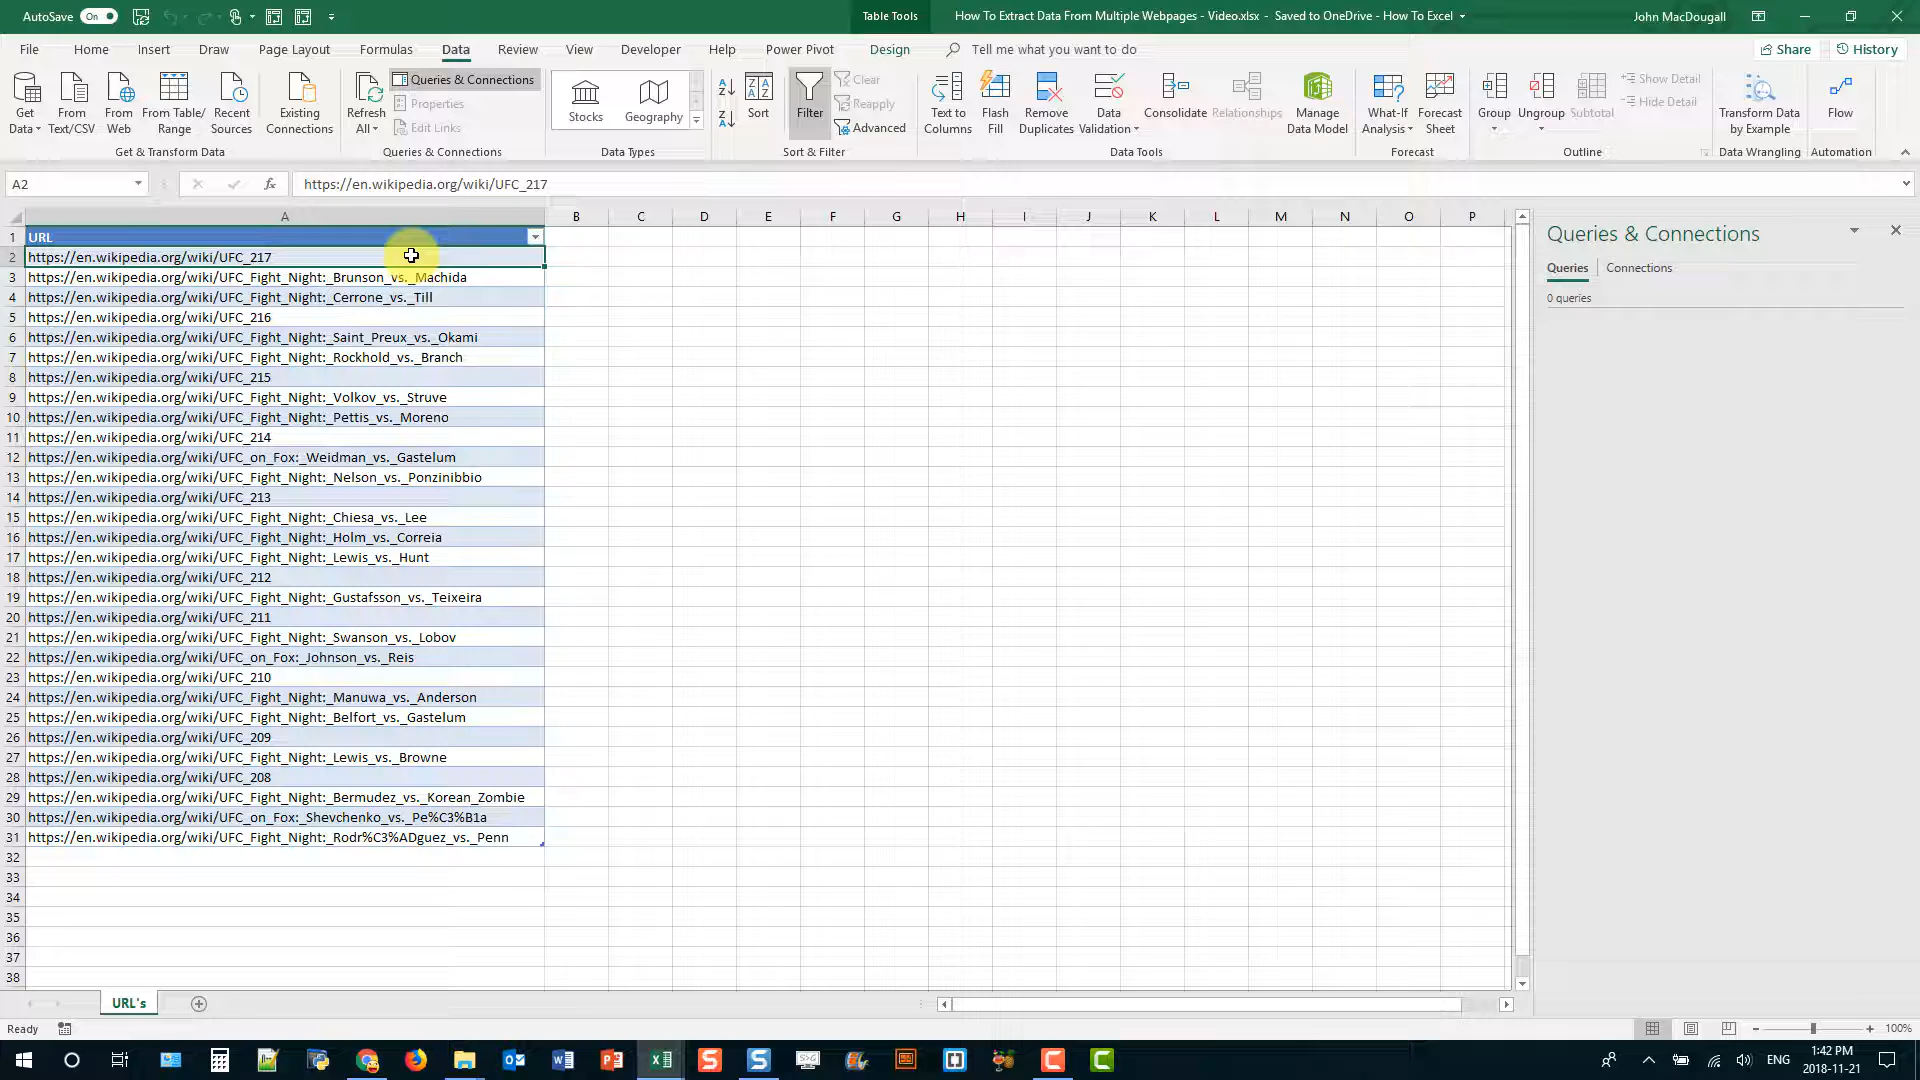 AutoSave On
Table Tools
How To Extract Data From Multiple Webpages - Video.xlsx - Saved to OneDrive - How To Excel
John MacDougall
File Home Insert Draw Page Layout Formulas Data Review View Developer Help Power Pivot Design Tell me what you want to do Share History
Get Data
From Text/CSV
From Web
From Table/ Range
Recent Sources
Existing Connections
Get & Transform Data
Refresh All
Queries & Connections
Properties
Edit Links
Queries & Connections
Stocks
Geography
Data Types
Sort
Filter
Clear
Reapply
Advanced
Sort & Filter
Text to Columns
Flash Fill
Remove Duplicates
Data Validation
Consolidate
Relationships
Manage Data Model
Data Tools
What-If Analysis
Forecast Sheet
Forecast
Group
Ungroup
Subtotal
Show Detail
Hide Detail
Outline
Transform Data by Example
Data Wrangling
Flow
Automation
A2 fx https://en.wikipedia.org/wiki/UFC_217
A B C D E F G H I J K L M N O P
1 URL
2 https://en.wikipedia.org/wiki/UFC_217
3 https://en.wikipedia.org/wiki/UFC_Fight_Night:_Brunson_vs._Machida
4 https://en.wikipedia.org/wiki/UFC_Fight_Night:_Cerrone_vs._Till
5 https://en.wikipedia.org/wiki/UFC_216
6 https://en.wikipedia.org/wiki/UFC_Fight_Night:_Saint_Preux_vs._Okami
7 https://en.wikipedia.org/wiki/UFC_Fight_Night:_Rockhold_vs._Branch
8 https://en.wikipedia.org/wiki/UFC_215
9 https://en.wikipedia.org/wiki/UFC_Fight_Night:_Volkov_vs._Struve
10 https://en.wikipedia.org/wiki/UFC_Fight_Night:_Pettis_vs._Moreno
11 https://en.wikipedia.org/wiki/UFC_214
12 https://en.wikipedia.org/wiki/UFC_on_Fox:_Weidman_vs._Gastelum
13 https://en.wikipedia.org/wiki/UFC_Fight_Night:_Nelson_vs._Ponzinibbio
14 https://en.wikipedia.org/wiki/UFC_213
15 https://en.wikipedia.org/wiki/UFC_Fight_Night:_Chiesa_vs._Lee
16 https://en.wikipedia.org/wiki/UFC_Fight_Night:_Holm_vs._Correia
17 https://en.wikipedia.org/wiki/UFC_Fight_Night:_Lewis_vs._Hunt
18 https://en.wikipedia.org/wiki/UFC_212
19 https://en.wikipedia.org/wiki/UFC_Fight_Night:_Gustafsson_vs._Teixeira
20 https://en.wikipedia.org/wiki/UFC_211
21 https://en.wikipedia.org/wiki/UFC_Fight_Night:_Swanson_vs._Lobov
22 https://en.wikipedia.org/wiki/UFC_on_Fox:_Johnson_vs._Reis
23 https://en.wikipedia.org/wiki/UFC_210
24 https://en.wikipedia.org/wiki/UFC_Fight_Night:_Manuwa_vs._Anderson
25 https://en.wikipedia.org/wiki/UFC_Fight_Night:_Belfort_vs._Gastelum
26 https://en.wikipedia.org/wiki/UFC_209
27 https://en.wikipedia.org/wiki/UFC_Fight_Night:_Lewis_vs._Browne
28 https://en.wikipedia.org/wiki/UFC_208
29 https://en.wikipedia.org/wiki/UFC_Fight_Night:_Bermudez_vs._Korean_Zombie
30 https://en.wikipedia.org/wiki/UFC_on_Fox:_Shevchenko_vs._Pe%C3%B1a
31 https://en.wikipedia.org/wiki/UFC_Fight_Night:_Rodr%C3%ADguez_vs._Penn
32
33
34
35
36
37
38
Queries & Connections
Queries Connections
0 queries
URL's
Ready
100%
ENG
1:42 PM
2018-11-21